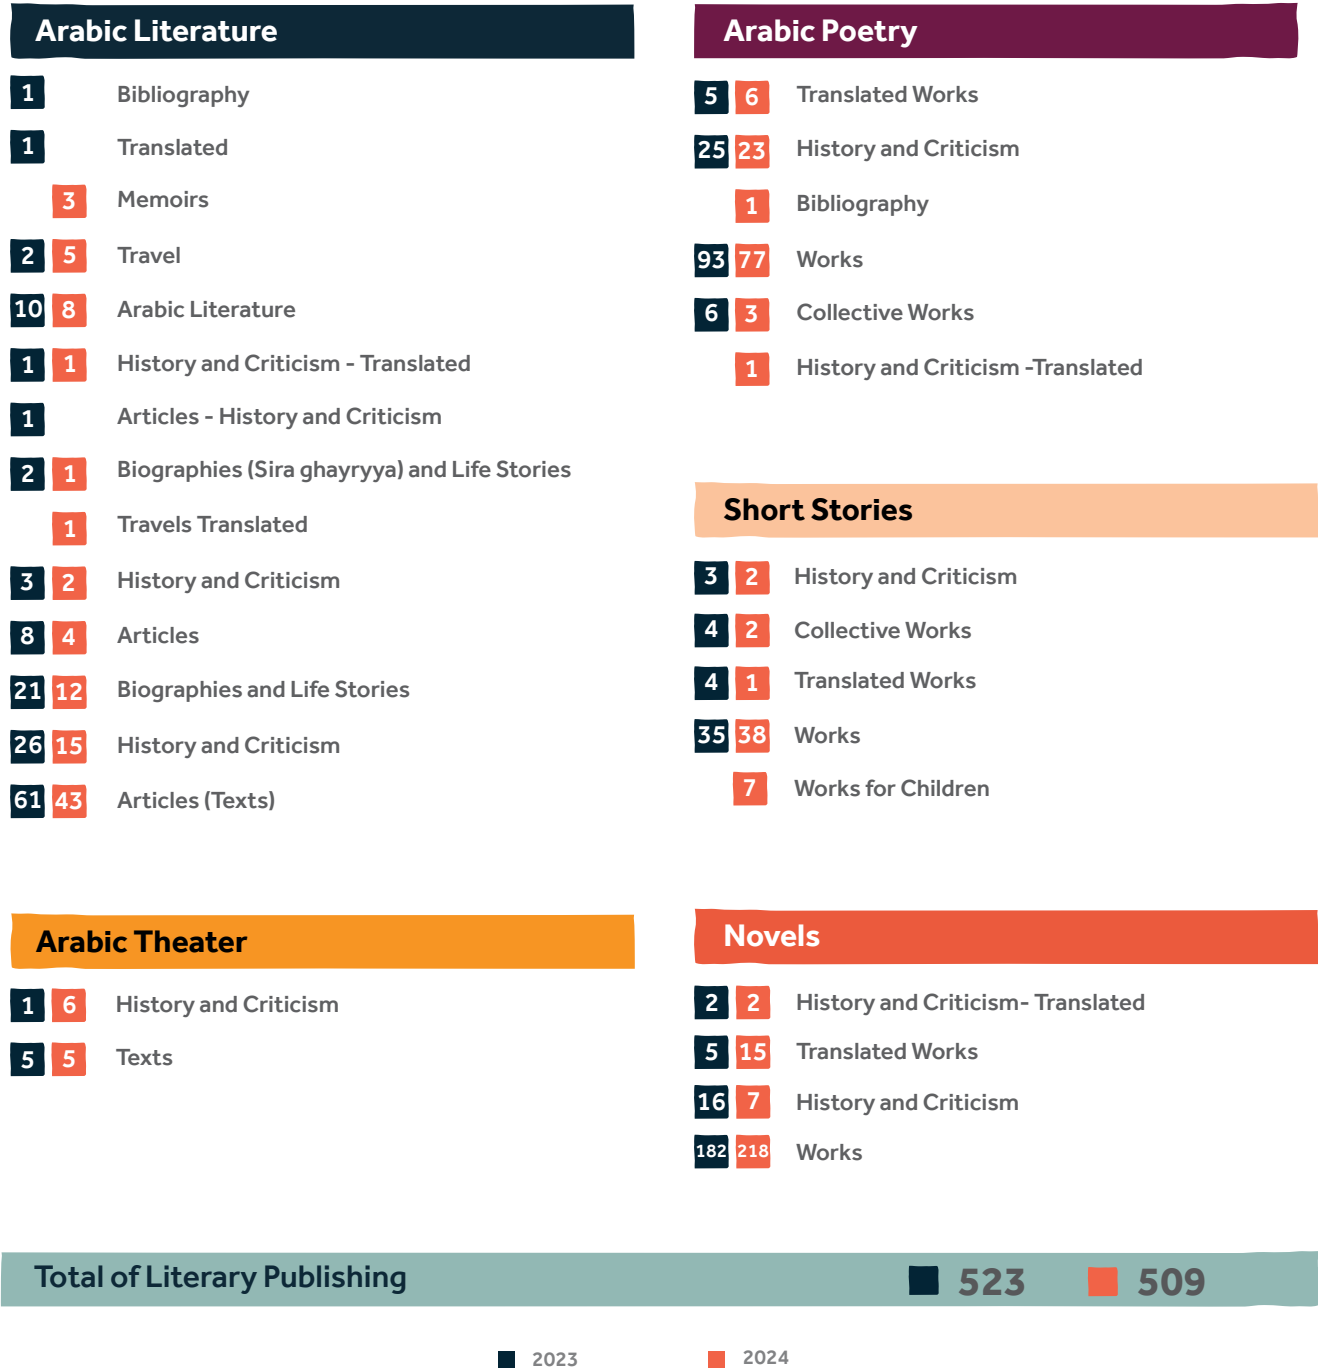 Arabic Literature
1 Bibliography
1 Translated
3 Memoirs
2 5 Travel
10 8 Arabic Literature
1 1 History and Criticism - Translated
1 Articles - History and Criticism
2 1 Biographies (Sira ghayryya) and Life Stories
1 Travels Translated
3 2 History and Criticism
8 4 Articles
21 12 Biographies and Life Stories
26 15 History and Criticism
61 43 Articles (Texts)
Arabic Theater
1 6 History and Criticism
5 5 Texts
Arabic Poetry
5 6 Translated Works
25 23 History and Criticism
1 Bibliography
93 77 Works
6 3 Collective Works
1 History and Criticism -Translated
Short Stories
3 2 History and Criticism
4 2 Collective Works
4 1 Translated Works
35 38 Works
7 Works for Children
Novels
2 2 History and Criticism- Translated
5 15 Translated Works
16 7 History and Criticism
182 218 Works
Total of Literary Publishing 523 509
2023 2024